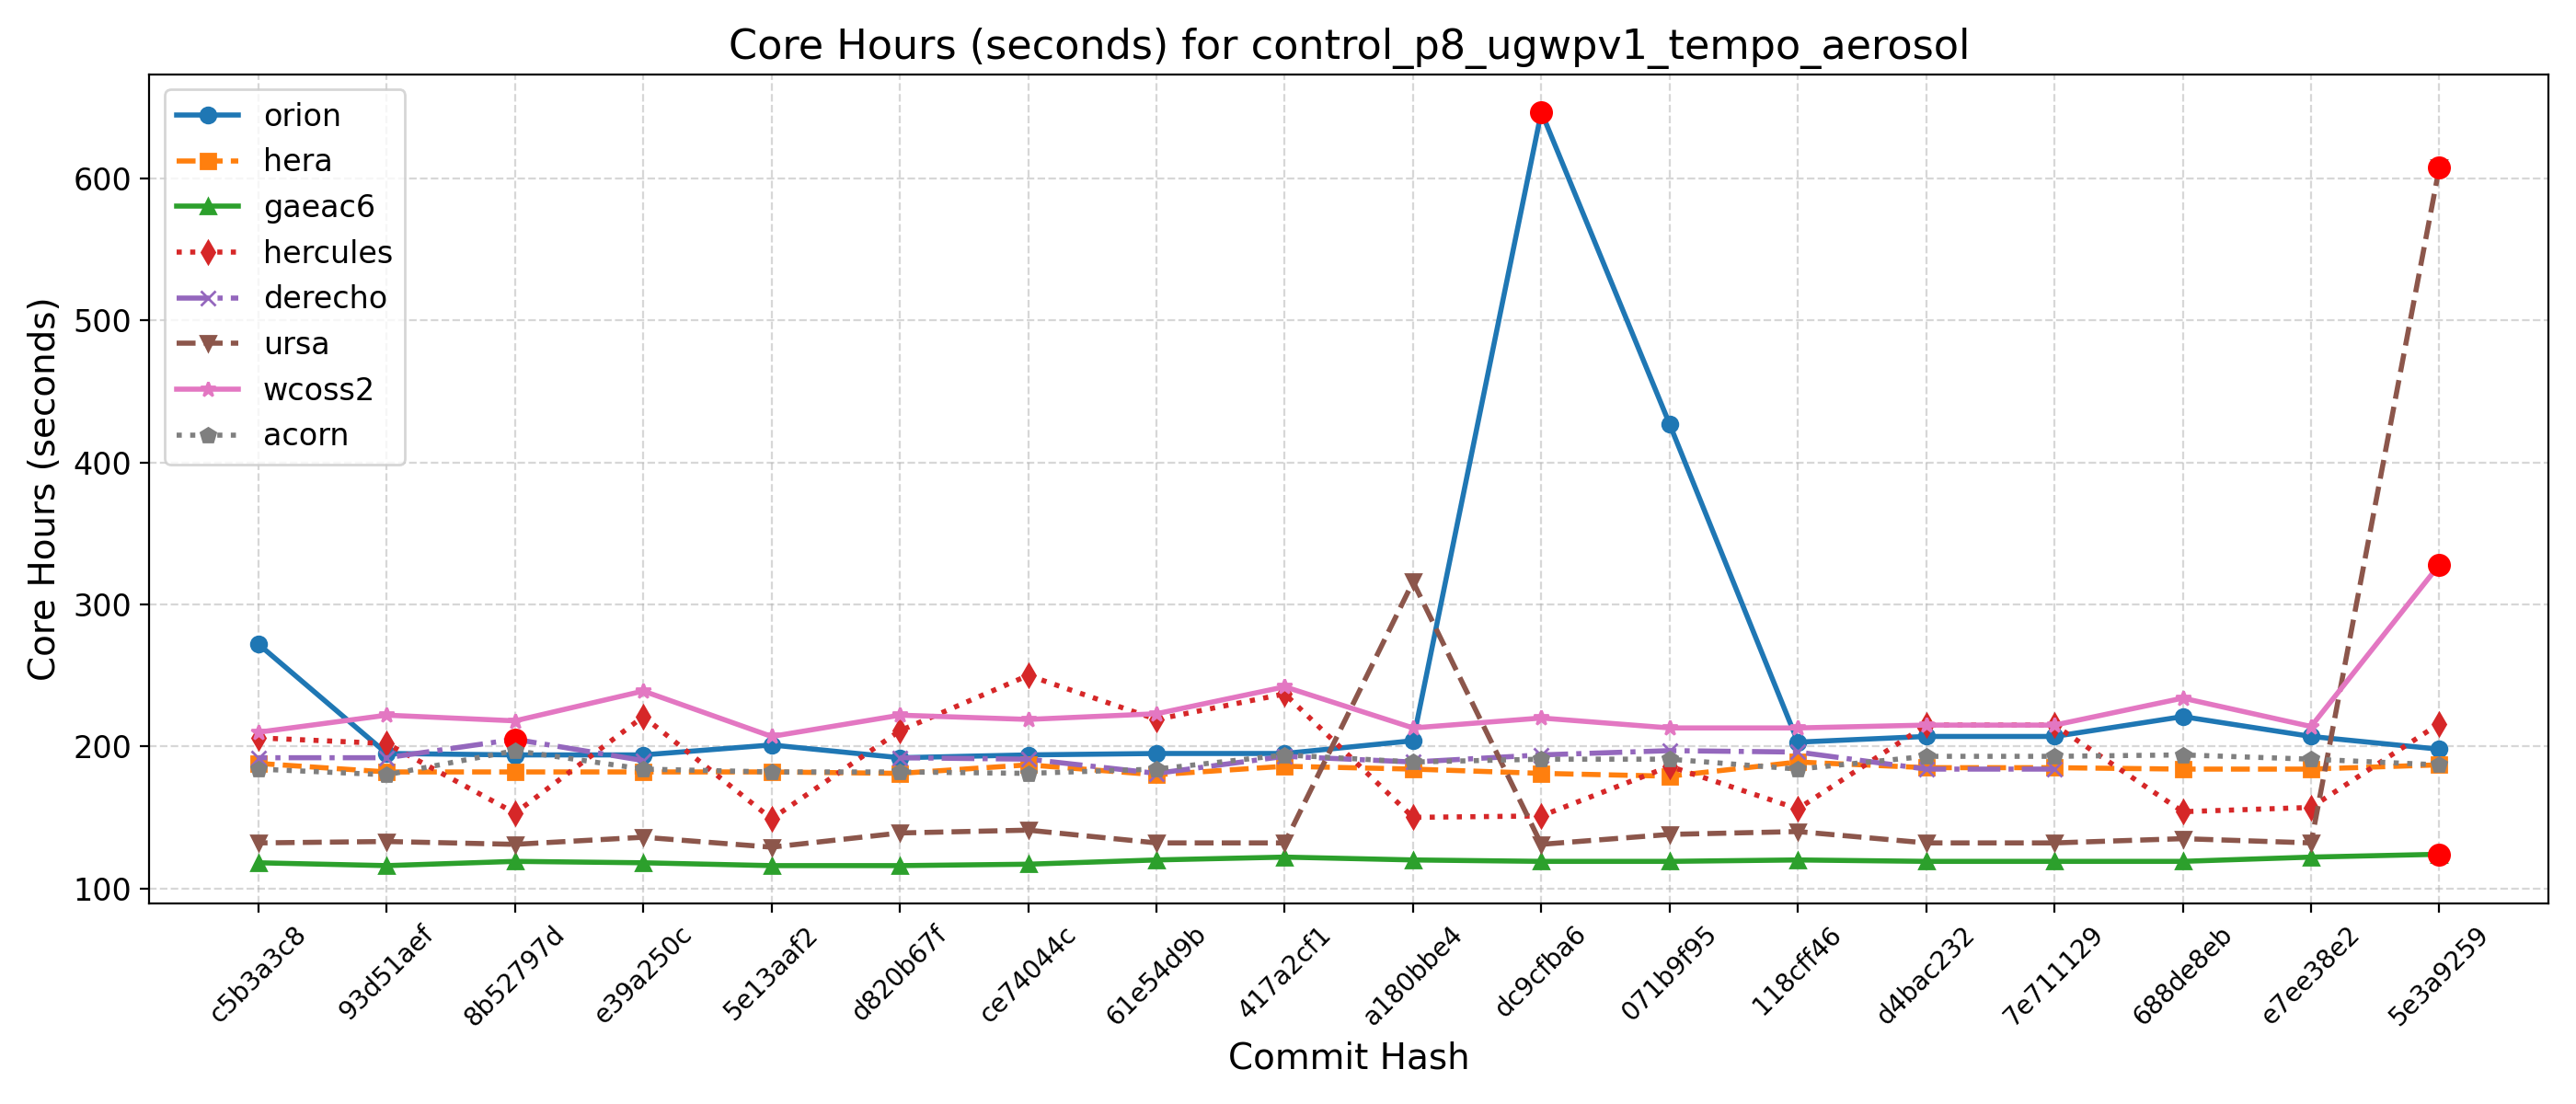 Core Hours (seconds) for control_p8_ugwpv1_tempo_aerosol
orion
hera
gaeac6
hercules
derecho
ursa
wcoss2
acorn
Core Hours (seconds)
600
500
400
300
200
100
c5b3a3c8
93d51aef
8b52797d
e39a250c
5e13aaf2
d820b67f
ce74044c
61e54d9b
417a2cf1
a180bbe4
dc9cfba6
071b9f95
118cff46
d4bac232
7e711129
688de8eb
e7ee38e2
5e3a9259
Commit Hash